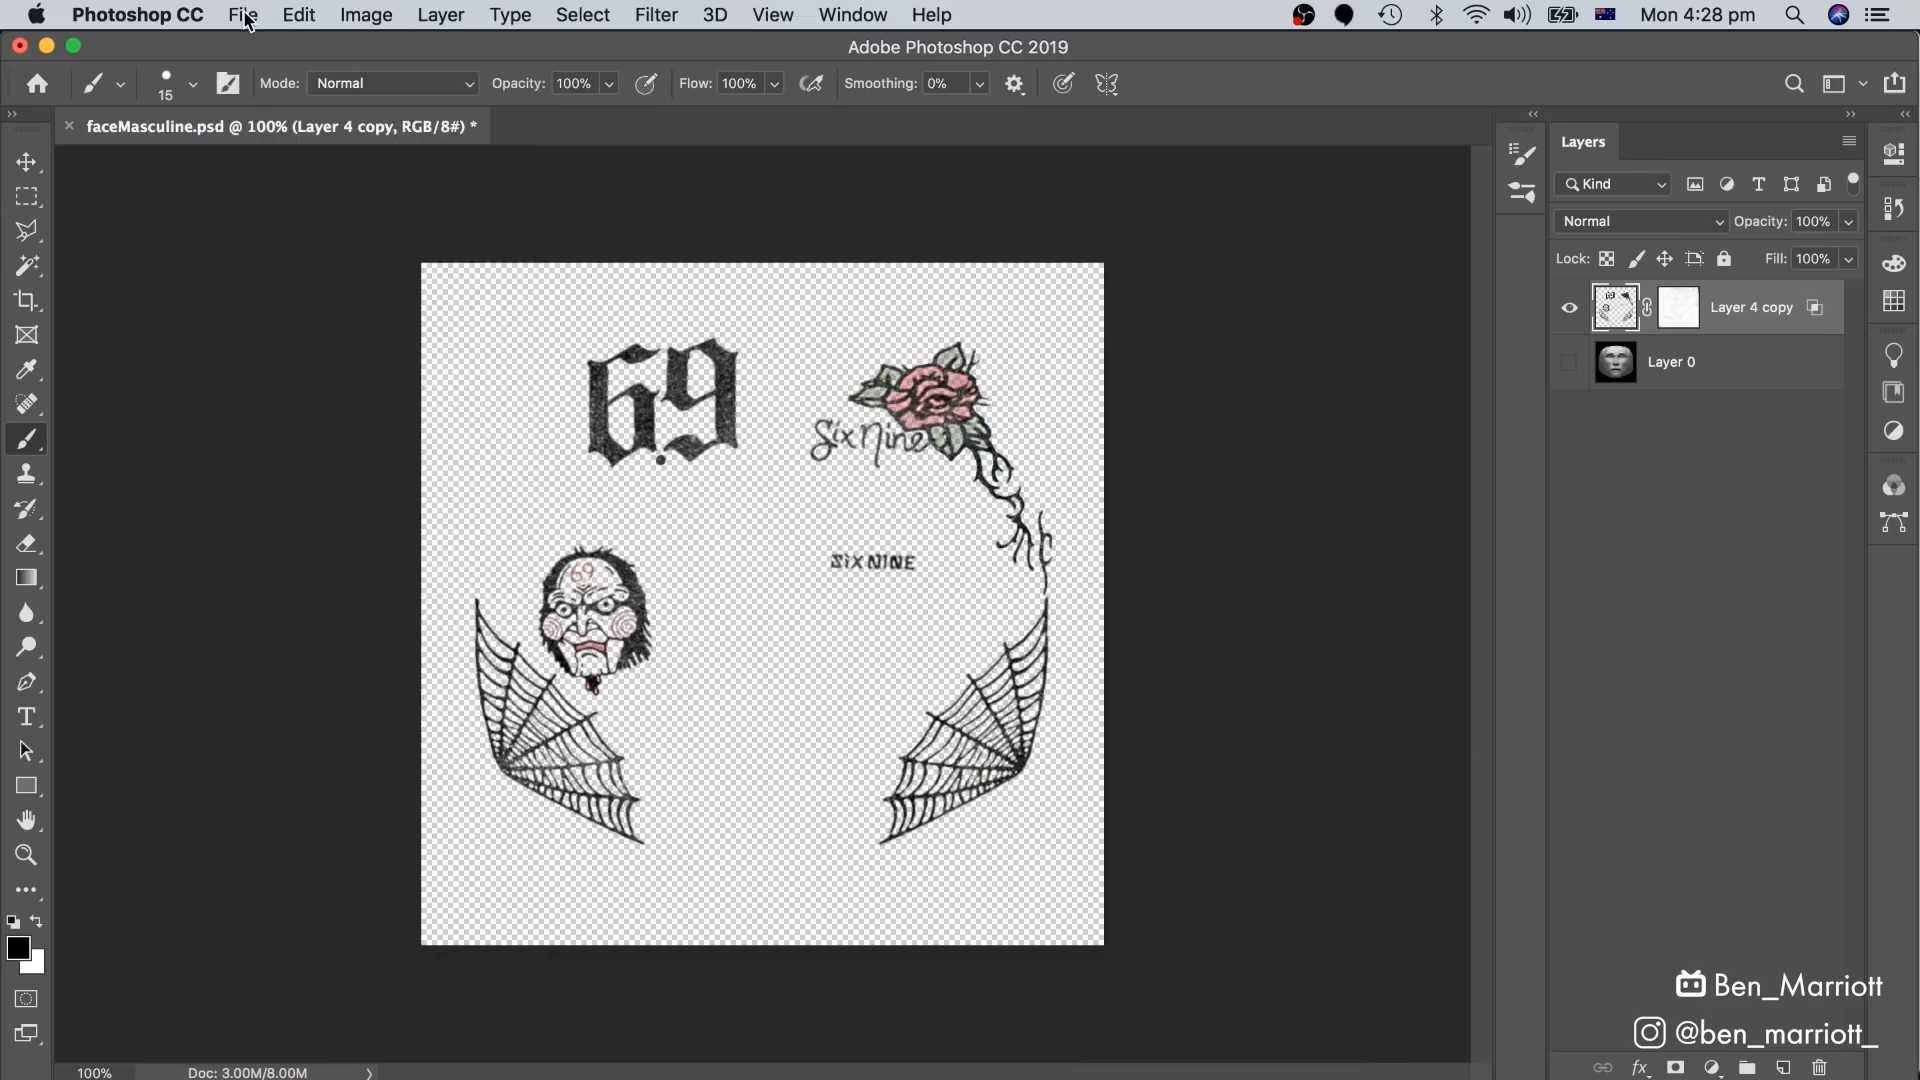 Photoshop CC File Edit Image Layer Type Select Filter 3D View Window Help Mon 4:28 pm
Adobe Photoshop CC 2019
15 Mode: Normal Opacity: 100% Flow: 100% Smoothing: 0%
faceMasculine.psd @ 100% (Layer 4 copy, RGB/8#) *
Layers
Kind
Normal Opacity: 100%
Lock: Fill: 100%
Layer 4 copy
Layer 0
69
SixNine
SixNINE
69
Ben_Marriott
@ben_marriott_
100% Doc: 3.00M/8.00M